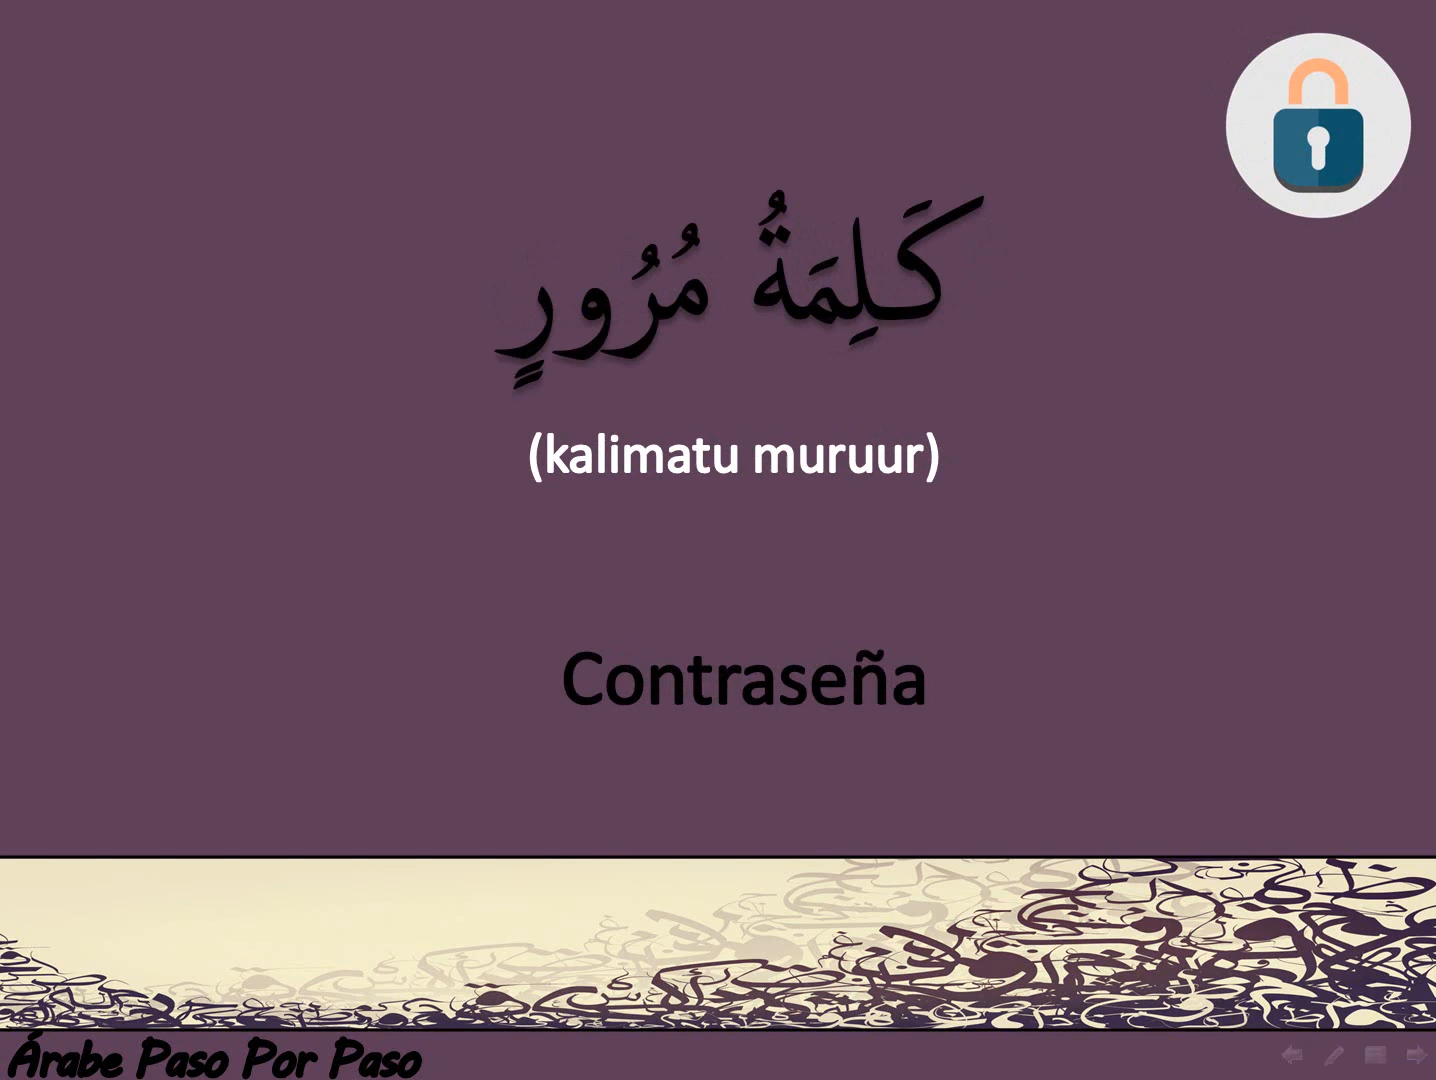 كَلِمَةُ مُرُورٍ
(kalimatu muruur)
Contraseña
Árabe Paso Por Paso